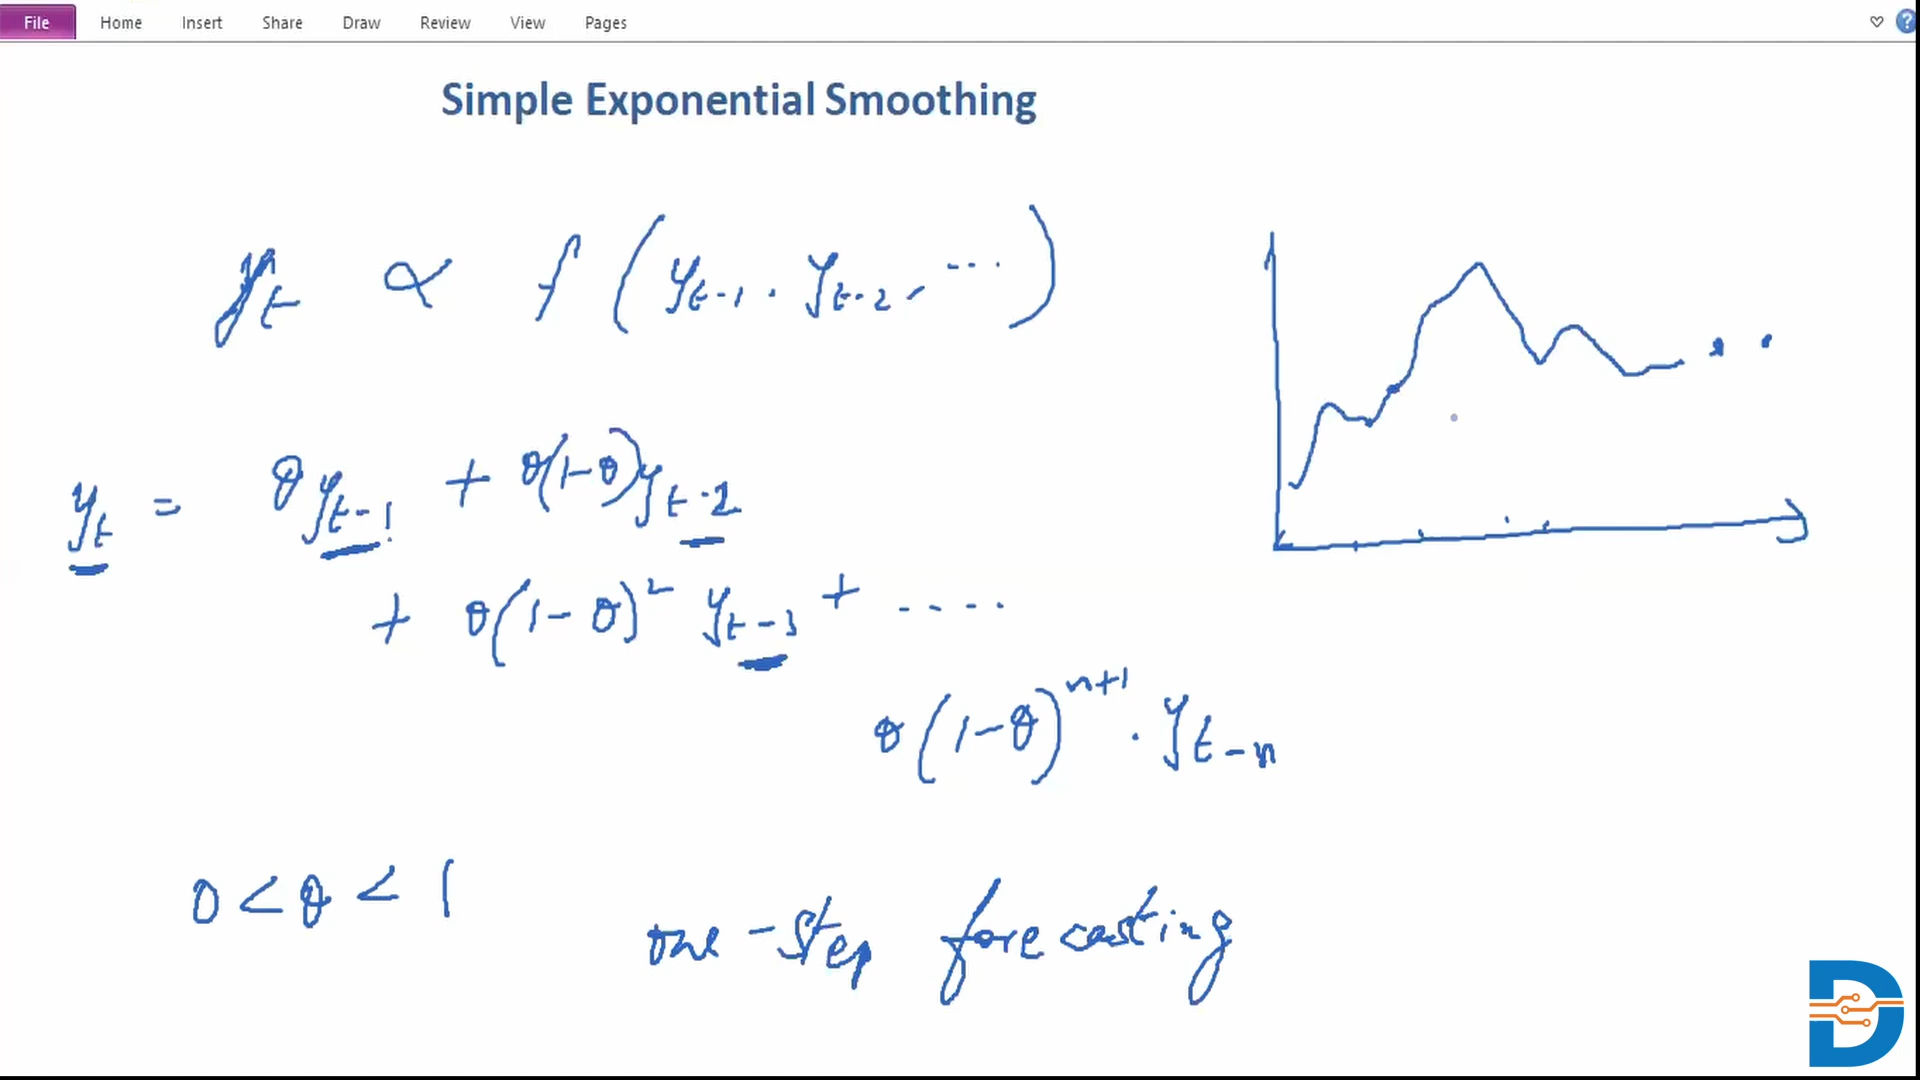 File Home Insert Share Draw Review View Pages
Simple Exponential Smoothing
yt ∝ f (yt-1 . yt-2 , ...)
yt = θ yt-1 + θ(1-θ)yt-2
+ θ(1-θ)² yt-3 + ....
θ(1-θ)^n+1 . yt-n
0 < θ < 1
one-step forecasting